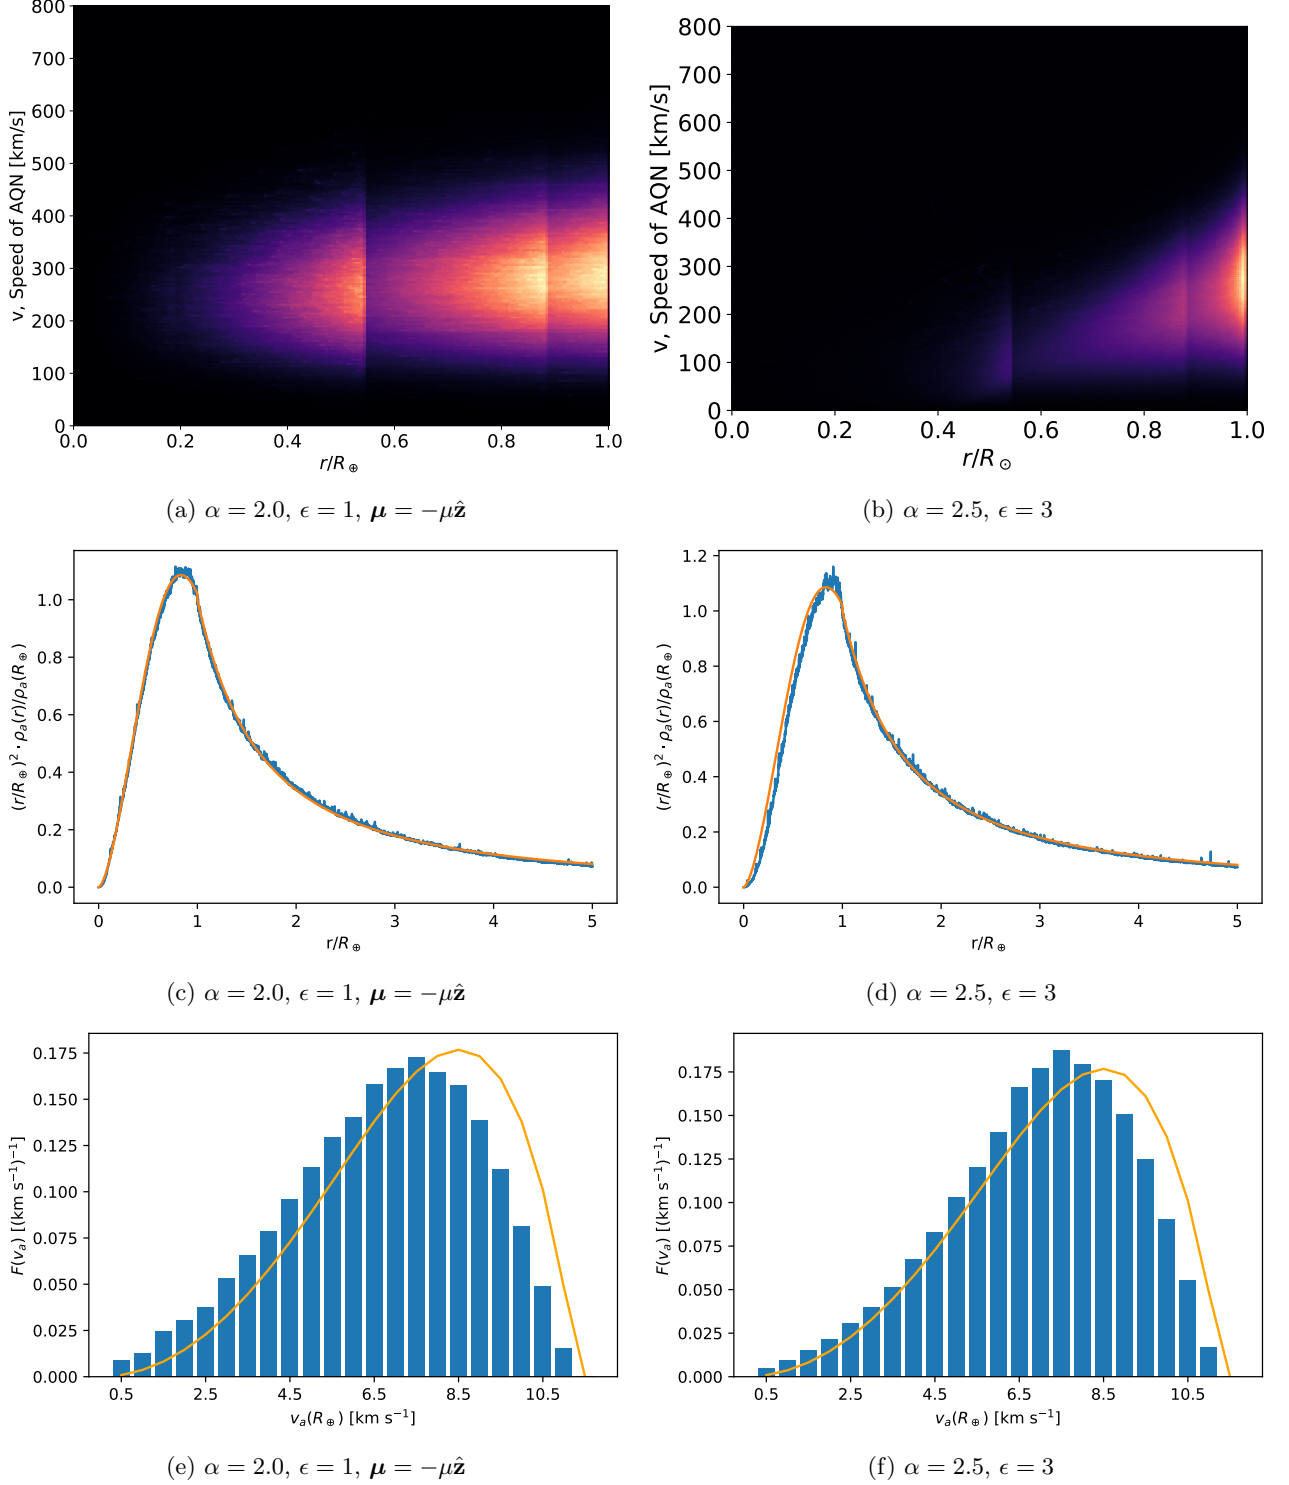 800
700
600
500
400
300
200
100
0
v, Speed of AQN [km/s]
0.0 0.2 0.4 0.6 0.8 1.0
r/R⊕
(a) α = 2.0, ϵ = 1, μ = −μẑ
800
700
600
500
400
300
200
100
0
v, Speed of AQN [km/s]
0.0 0.2 0.4 0.6 0.8 1.0
r/R⊙
(b) α = 2.5, ϵ = 3
1.0
0.8
0.6
0.4
0.2
0.0
(r/R⊕)² · ρₐ(r)/ρₐ(R⊕)
0 1 2 3 4 5
r/R⊕
(c) α = 2.0, ϵ = 1, μ = −μẑ
1.2
1.0
0.8
0.6
0.4
0.2
0.0
(r/R⊕)² · ρₐ(r)/ρₐ(R⊕)
0 1 2 3 4 5
r/R⊕
(d) α = 2.5, ϵ = 3
0.175
0.150
0.125
0.100
0.075
0.050
0.025
0.000
F(vₐ) [(km s⁻¹)⁻¹]
0.5 2.5 4.5 6.5 8.5 10.5
vₐ(R⊕) [km s⁻¹]
(e) α = 2.0, ϵ = 1, μ = −μẑ
0.175
0.150
0.125
0.100
0.075
0.050
0.025
0.000
F(vₐ) [(km s⁻¹)⁻¹]
0.5 2.5 4.5 6.5 8.5 10.5
vₐ(R⊕) [km s⁻¹]
(f) α = 2.5, ϵ = 3